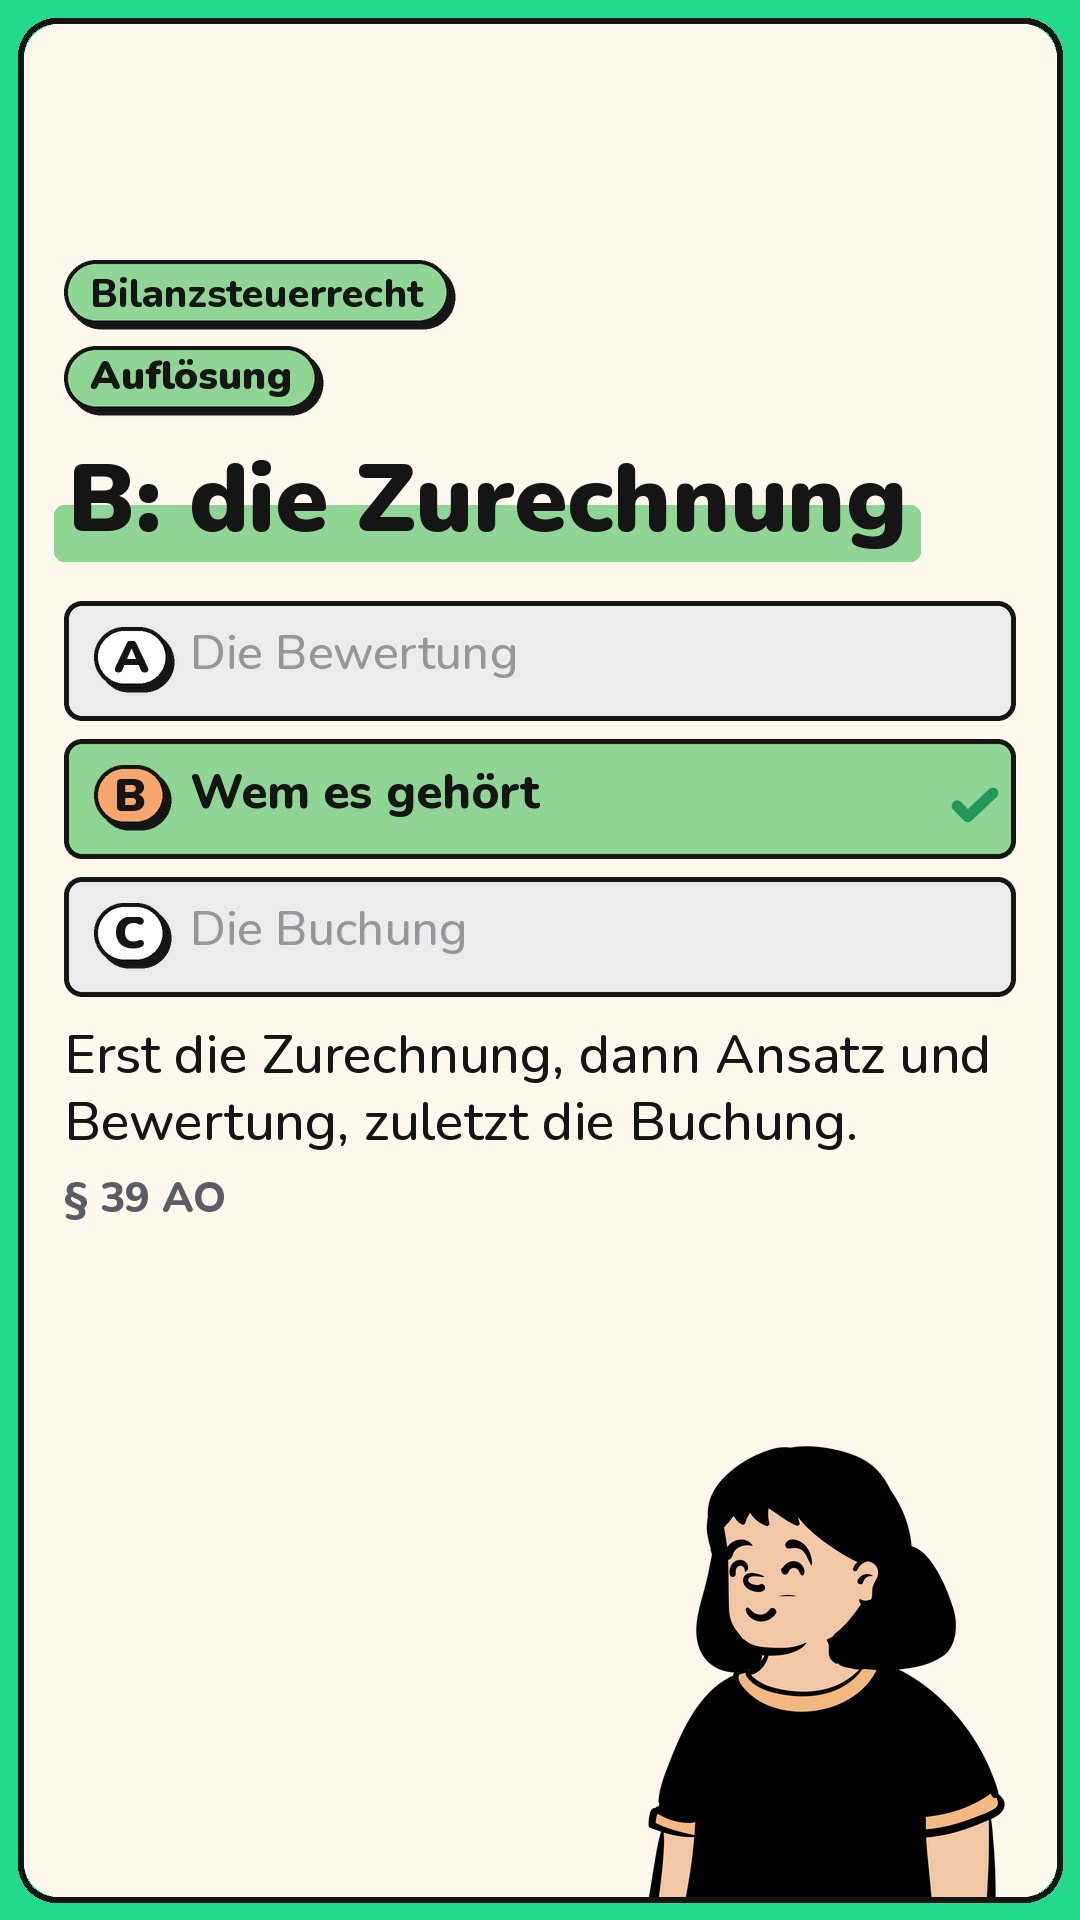 Bilanzsteuerrecht
Auflösung
B: die Zurechnung
A Die Bewertung
B Wem es gehört
C Die Buchung
Erst die Zurechnung, dann Ansatz und
Bewertung, zuletzt die Buchung.
§ 39 AO